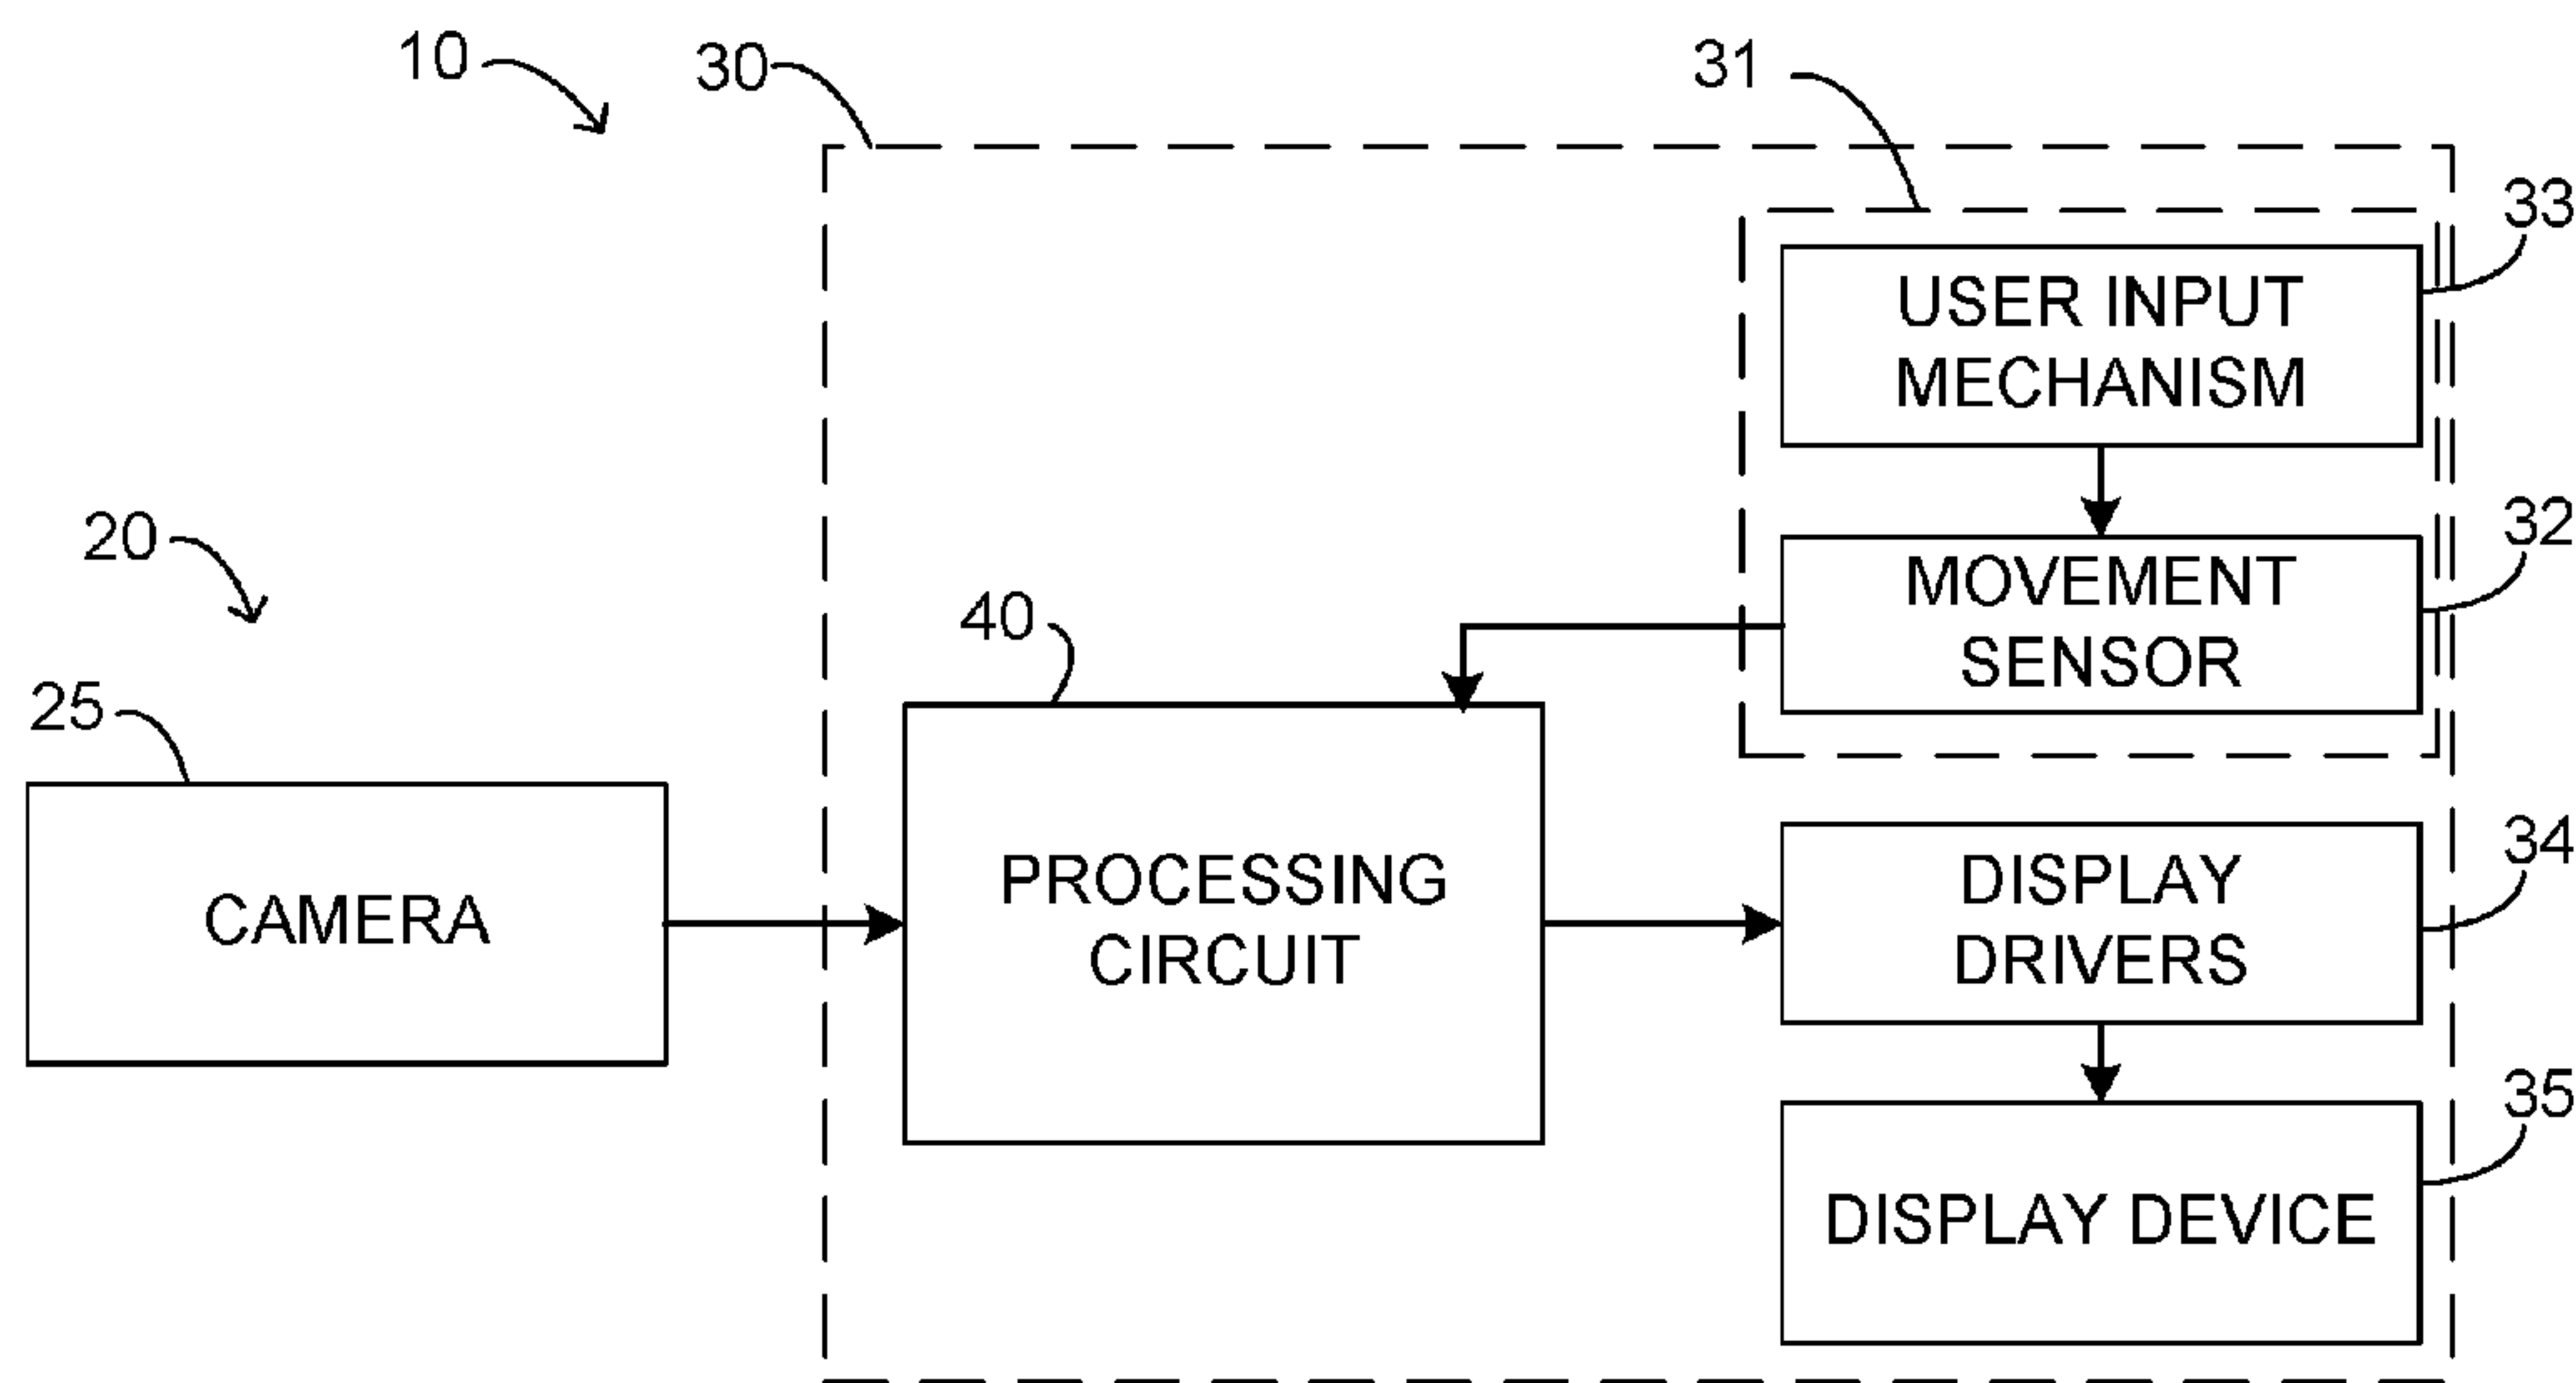 10
30
31
33
USER INPUT
MECHANISM
20
32
MOVEMENT
SENSOR
40
25
CAMERA
PROCESSING
CIRCUIT
34
DISPLAY
DRIVERS
35
DISPLAY DEVICE